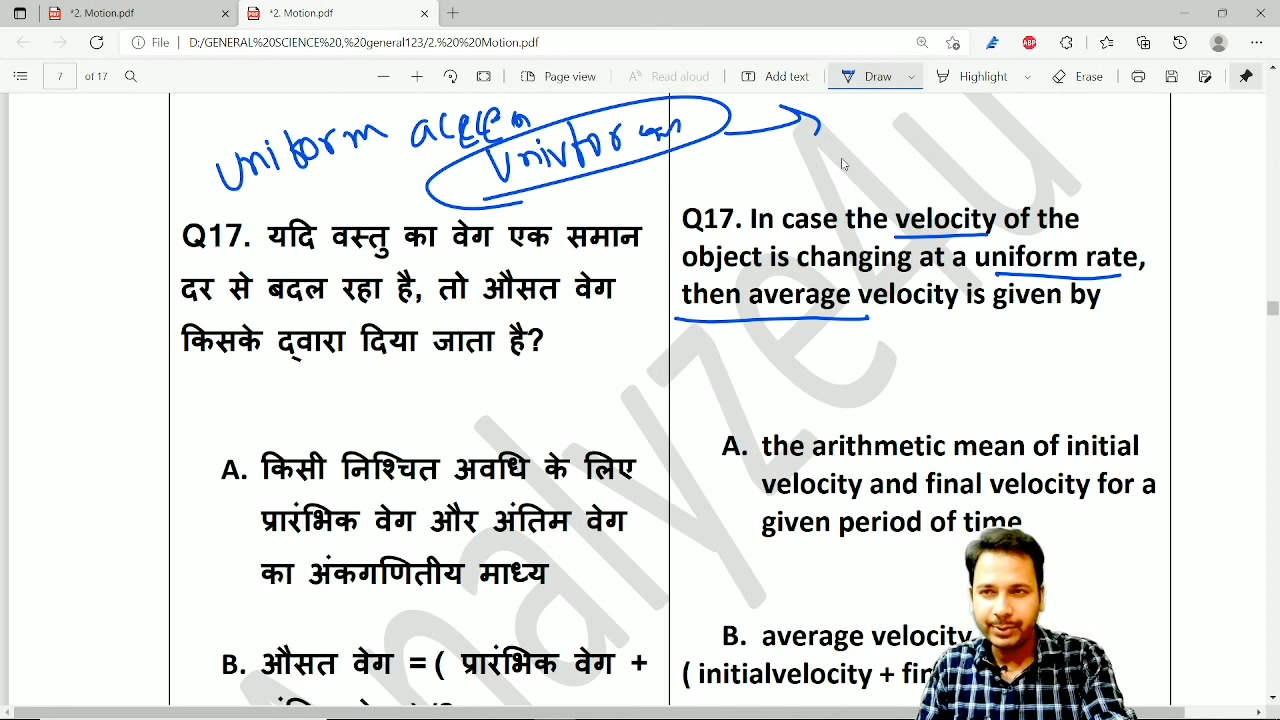 *2. Motion.pdf
*2. Motion.pdf
File D:/GENERAL%20SCIENCE%20,%20general123/2.%20%20Motion.pdf
7 of 17 Page view Read aloud Add text Draw Highlight Erase
uniform
Q17. यदि वस्तु का वेग एक समान
दर से बदल रहा है, तो औसत वेग
किसके द्वारा दिया जाता है?
A. किसी निश्चित अवधि के लिए
प्रारंभिक वेग और अंतिम वेग
का अंकगणितीय माध्य
B. औसत वेग = ( प्रारंभिक वेग +
Q17. In case the velocity of the
object is changing at a uniform rate,
then average velocity is given by
A. the arithmetic mean of initial
velocity and final velocity for a
given period of time
B. average velocity
( initialvelocity +
nalyze4u